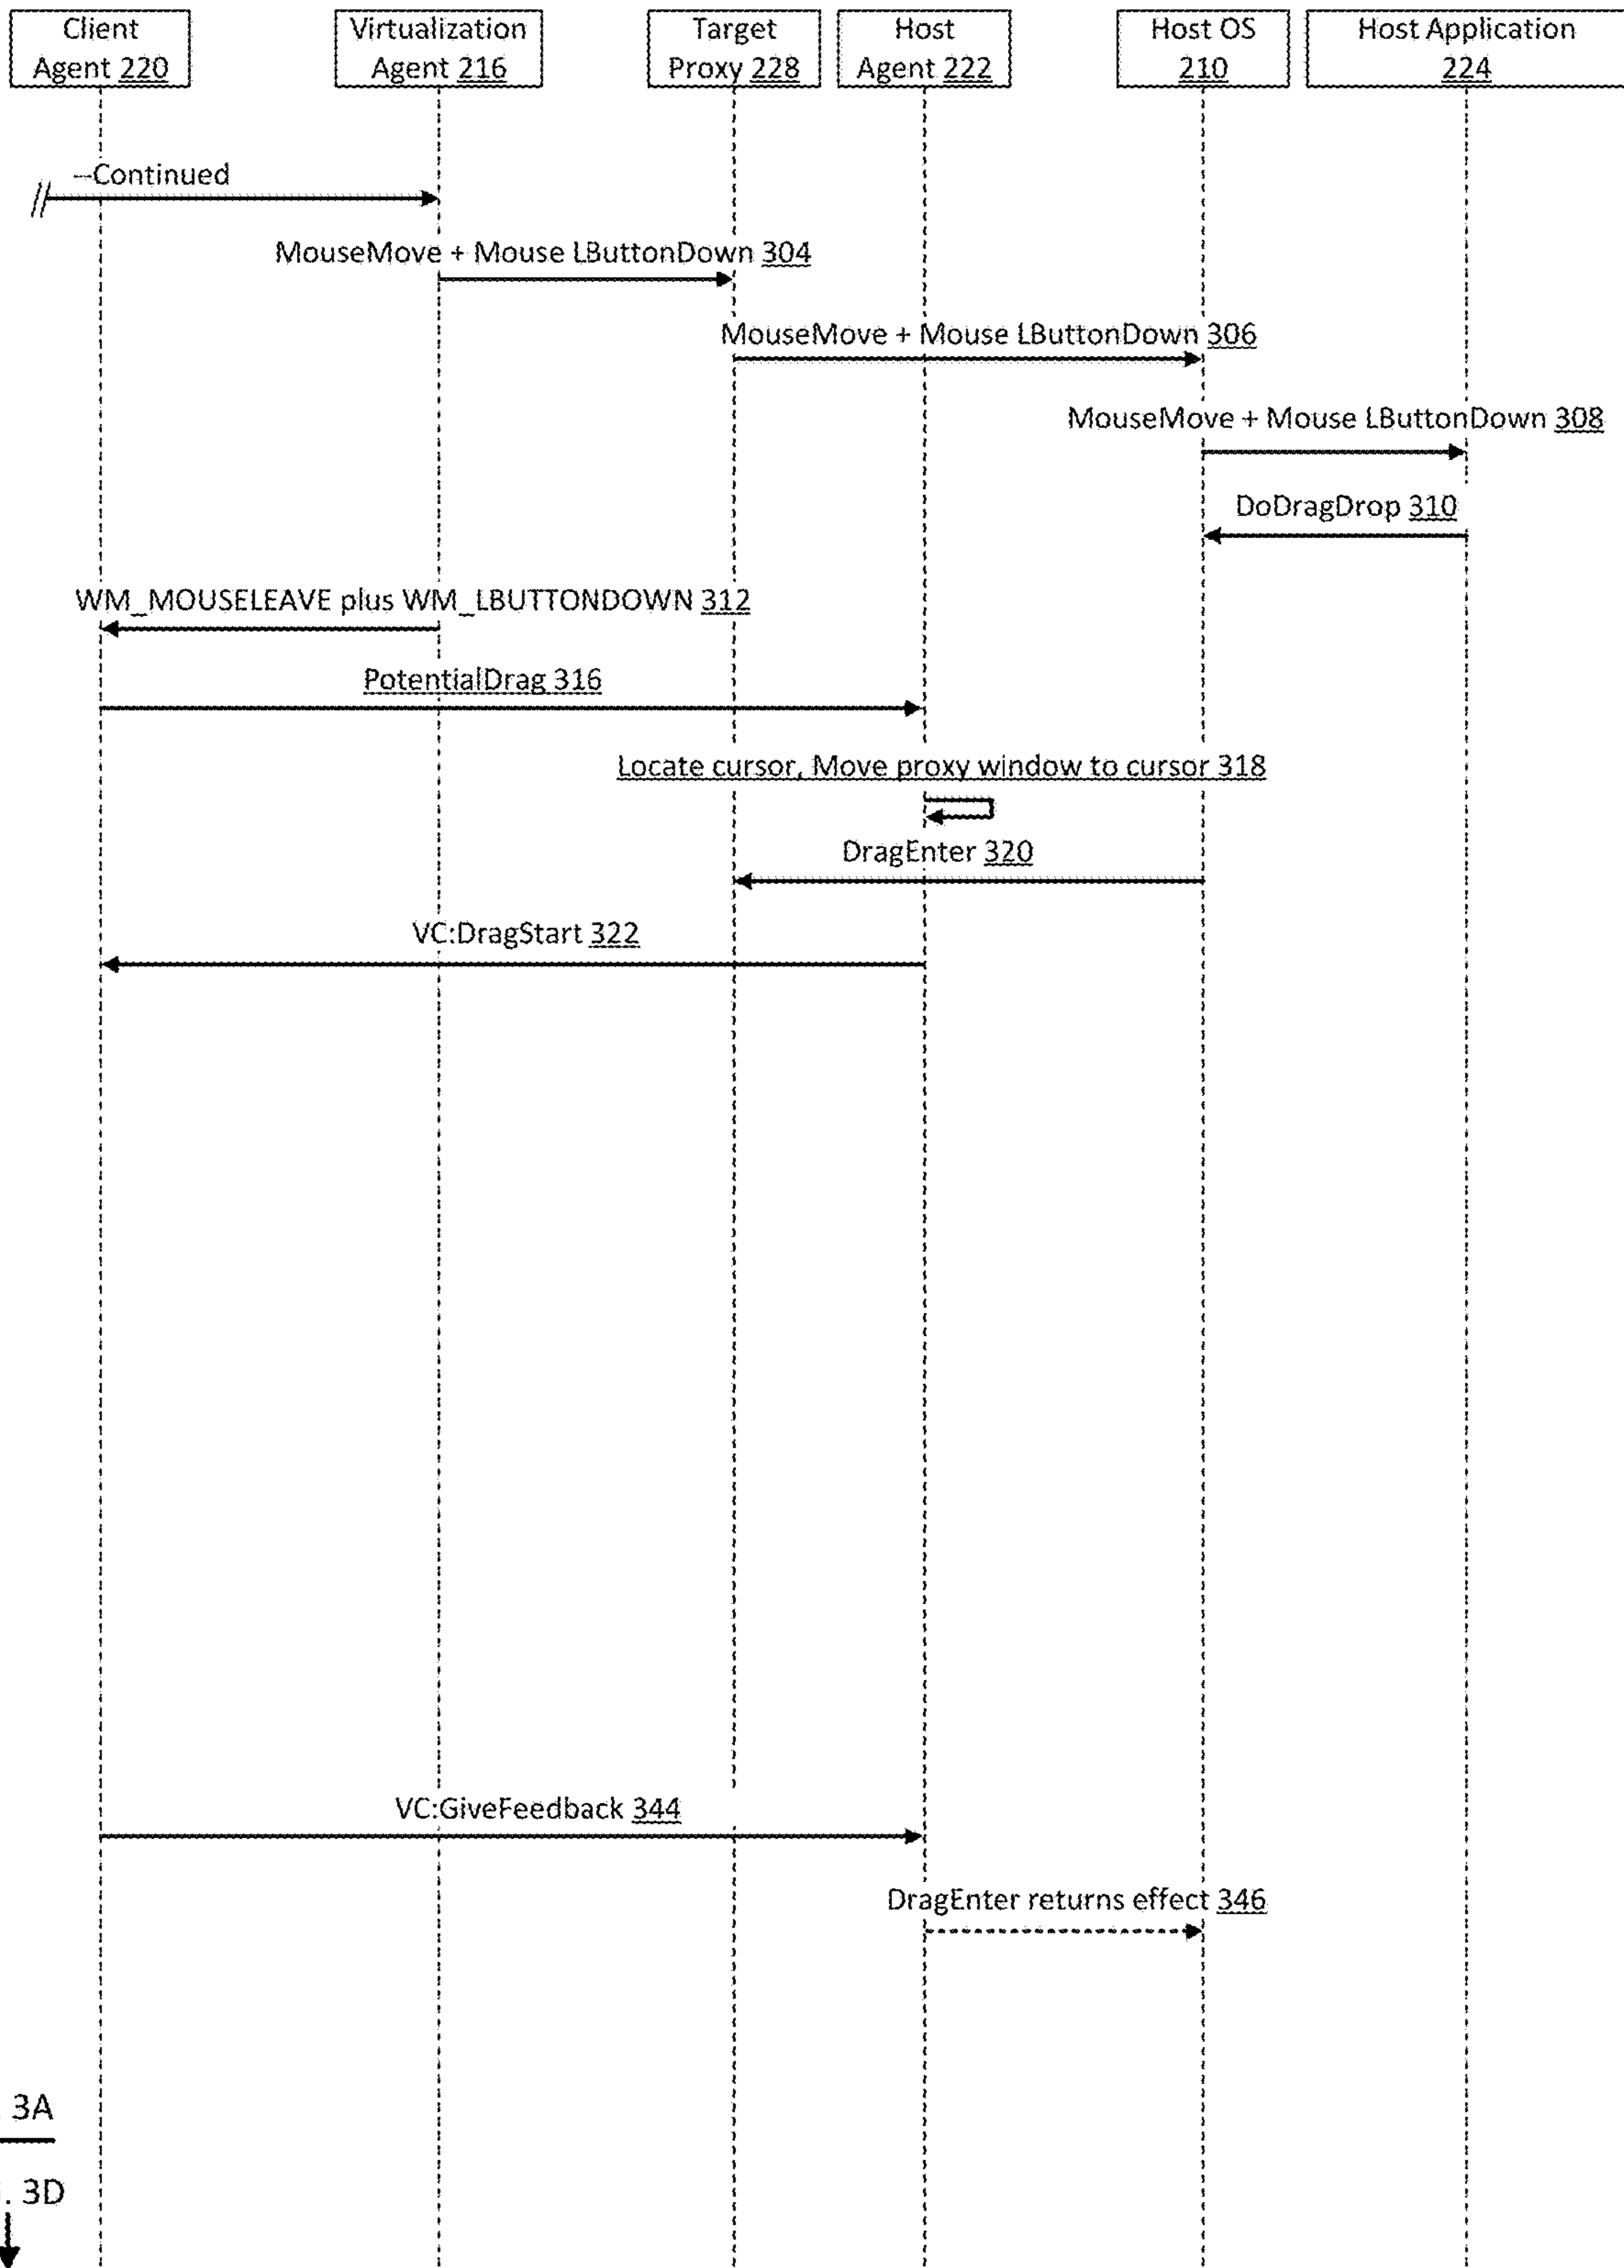 Client
Agent 220
Virtualization
Agent 216
Target
Proxy 228
Host
Agent 222
Host OS
210
Host Application
224
--Continued
MouseMove + Mouse LButtonDown 304
MouseMove + Mouse LButtonDown 306
MouseMove + Mouse LButtonDown 308
DoDragDrop 310
WM_MOUSELEAVE plus WM_LBUTTONDOWN 312
PotentialDrag 316
Locate cursor, Move proxy window to cursor 318
DragEnter 320
VC:DragStart 322
VC:GiveFeedback 344
DragEnter returns effect 346
3A
. 3D